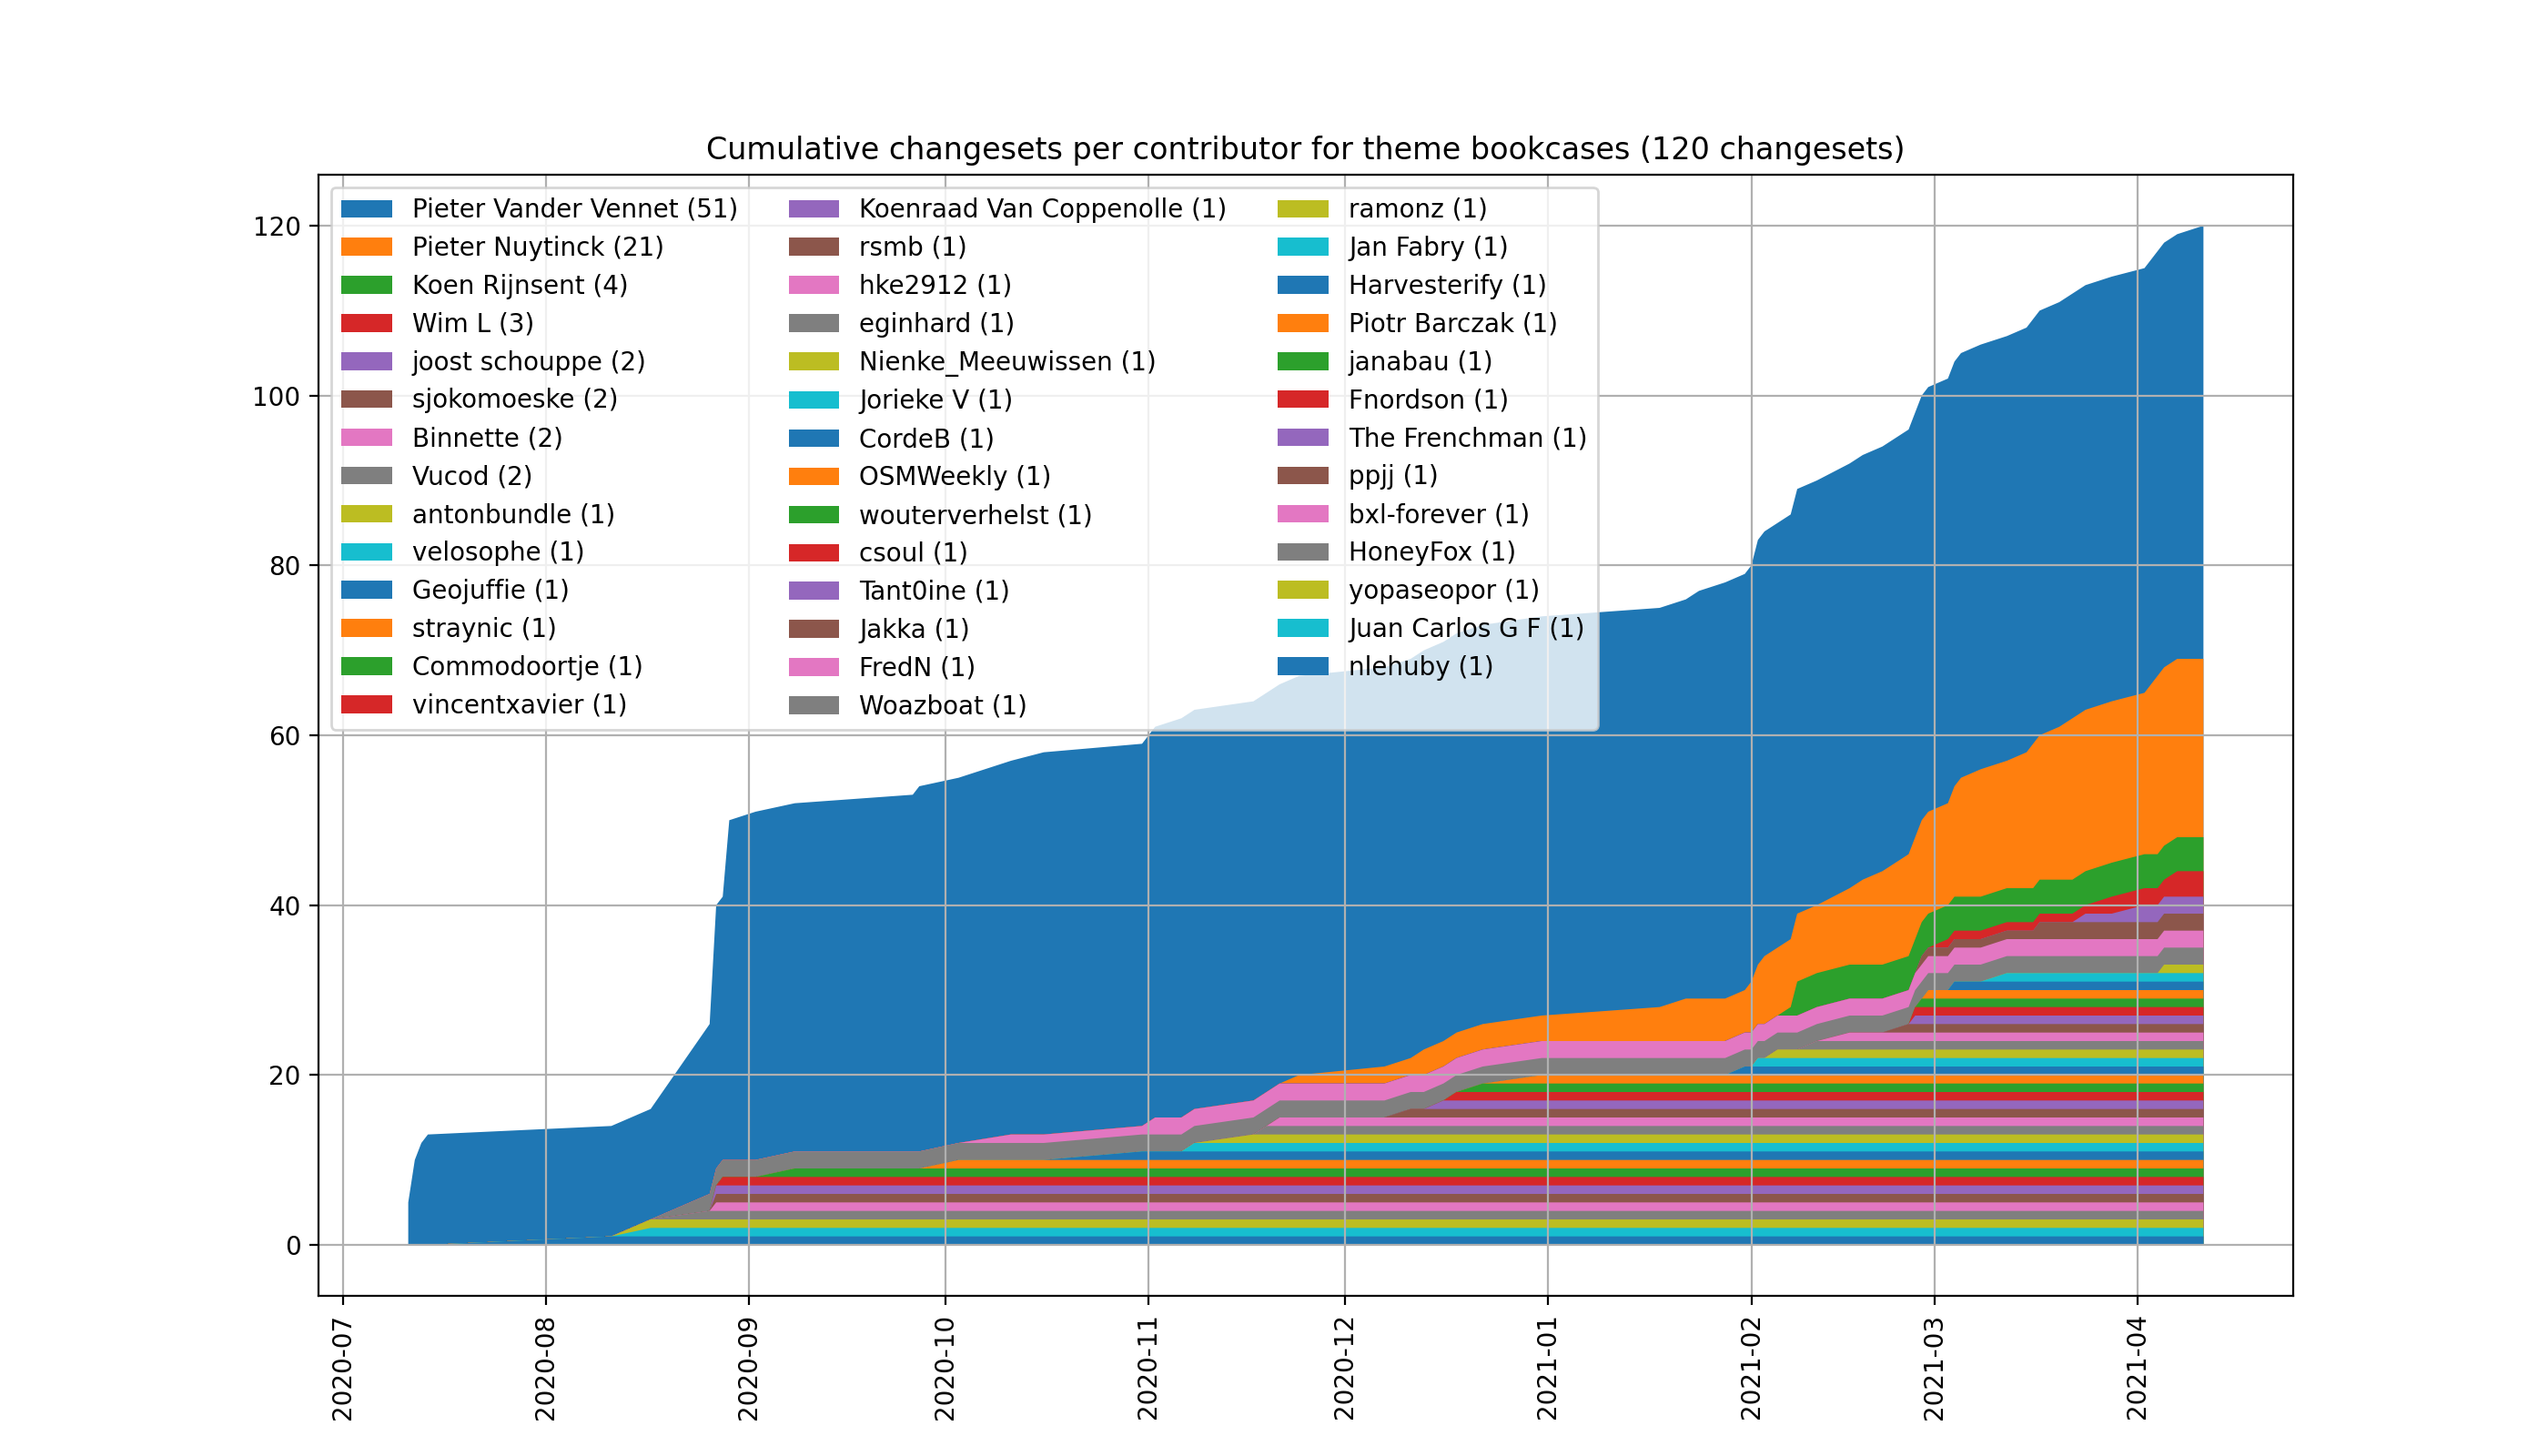 Cumulative changesets per contributor for theme bookcases (120 changesets)
Pieter Vander Vennet (51)
Pieter Nuytinck (21)
Koen Rijnsent (4)
Wim L (3)
joost schouppe (2)
sjokomoeske (2)
Binnette (2)
Vucod (2)
antonbundle (1)
velosophe (1)
Geojuffie (1)
straynic (1)
Commodoortje (1)
vincentxavier (1)
Koenraad Van Coppenolle (1)
rsmb (1)
hke2912 (1)
eginhard (1)
Nienke_Meeuwissen (1)
Jorieke V (1)
CordeB (1)
OSMWeekly (1)
wouterverhelst (1)
csoul (1)
Tant0ine (1)
Jakka (1)
FredN (1)
Woazboat (1)
ramonz (1)
Jan Fabry (1)
Harvesterify (1)
Piotr Barczak (1)
janabau (1)
Fnordson (1)
The Frenchman (1)
ppjj (1)
bxl-forever (1)
HoneyFox (1)
yopaseopor (1)
Juan Carlos G F (1)
nlehuby (1)
120
100
80
60
40
20
0
2020-07
2020-08
2020-09
2020-10
2020-11
2020-12
2021-01
2021-02
2021-03
2021-04